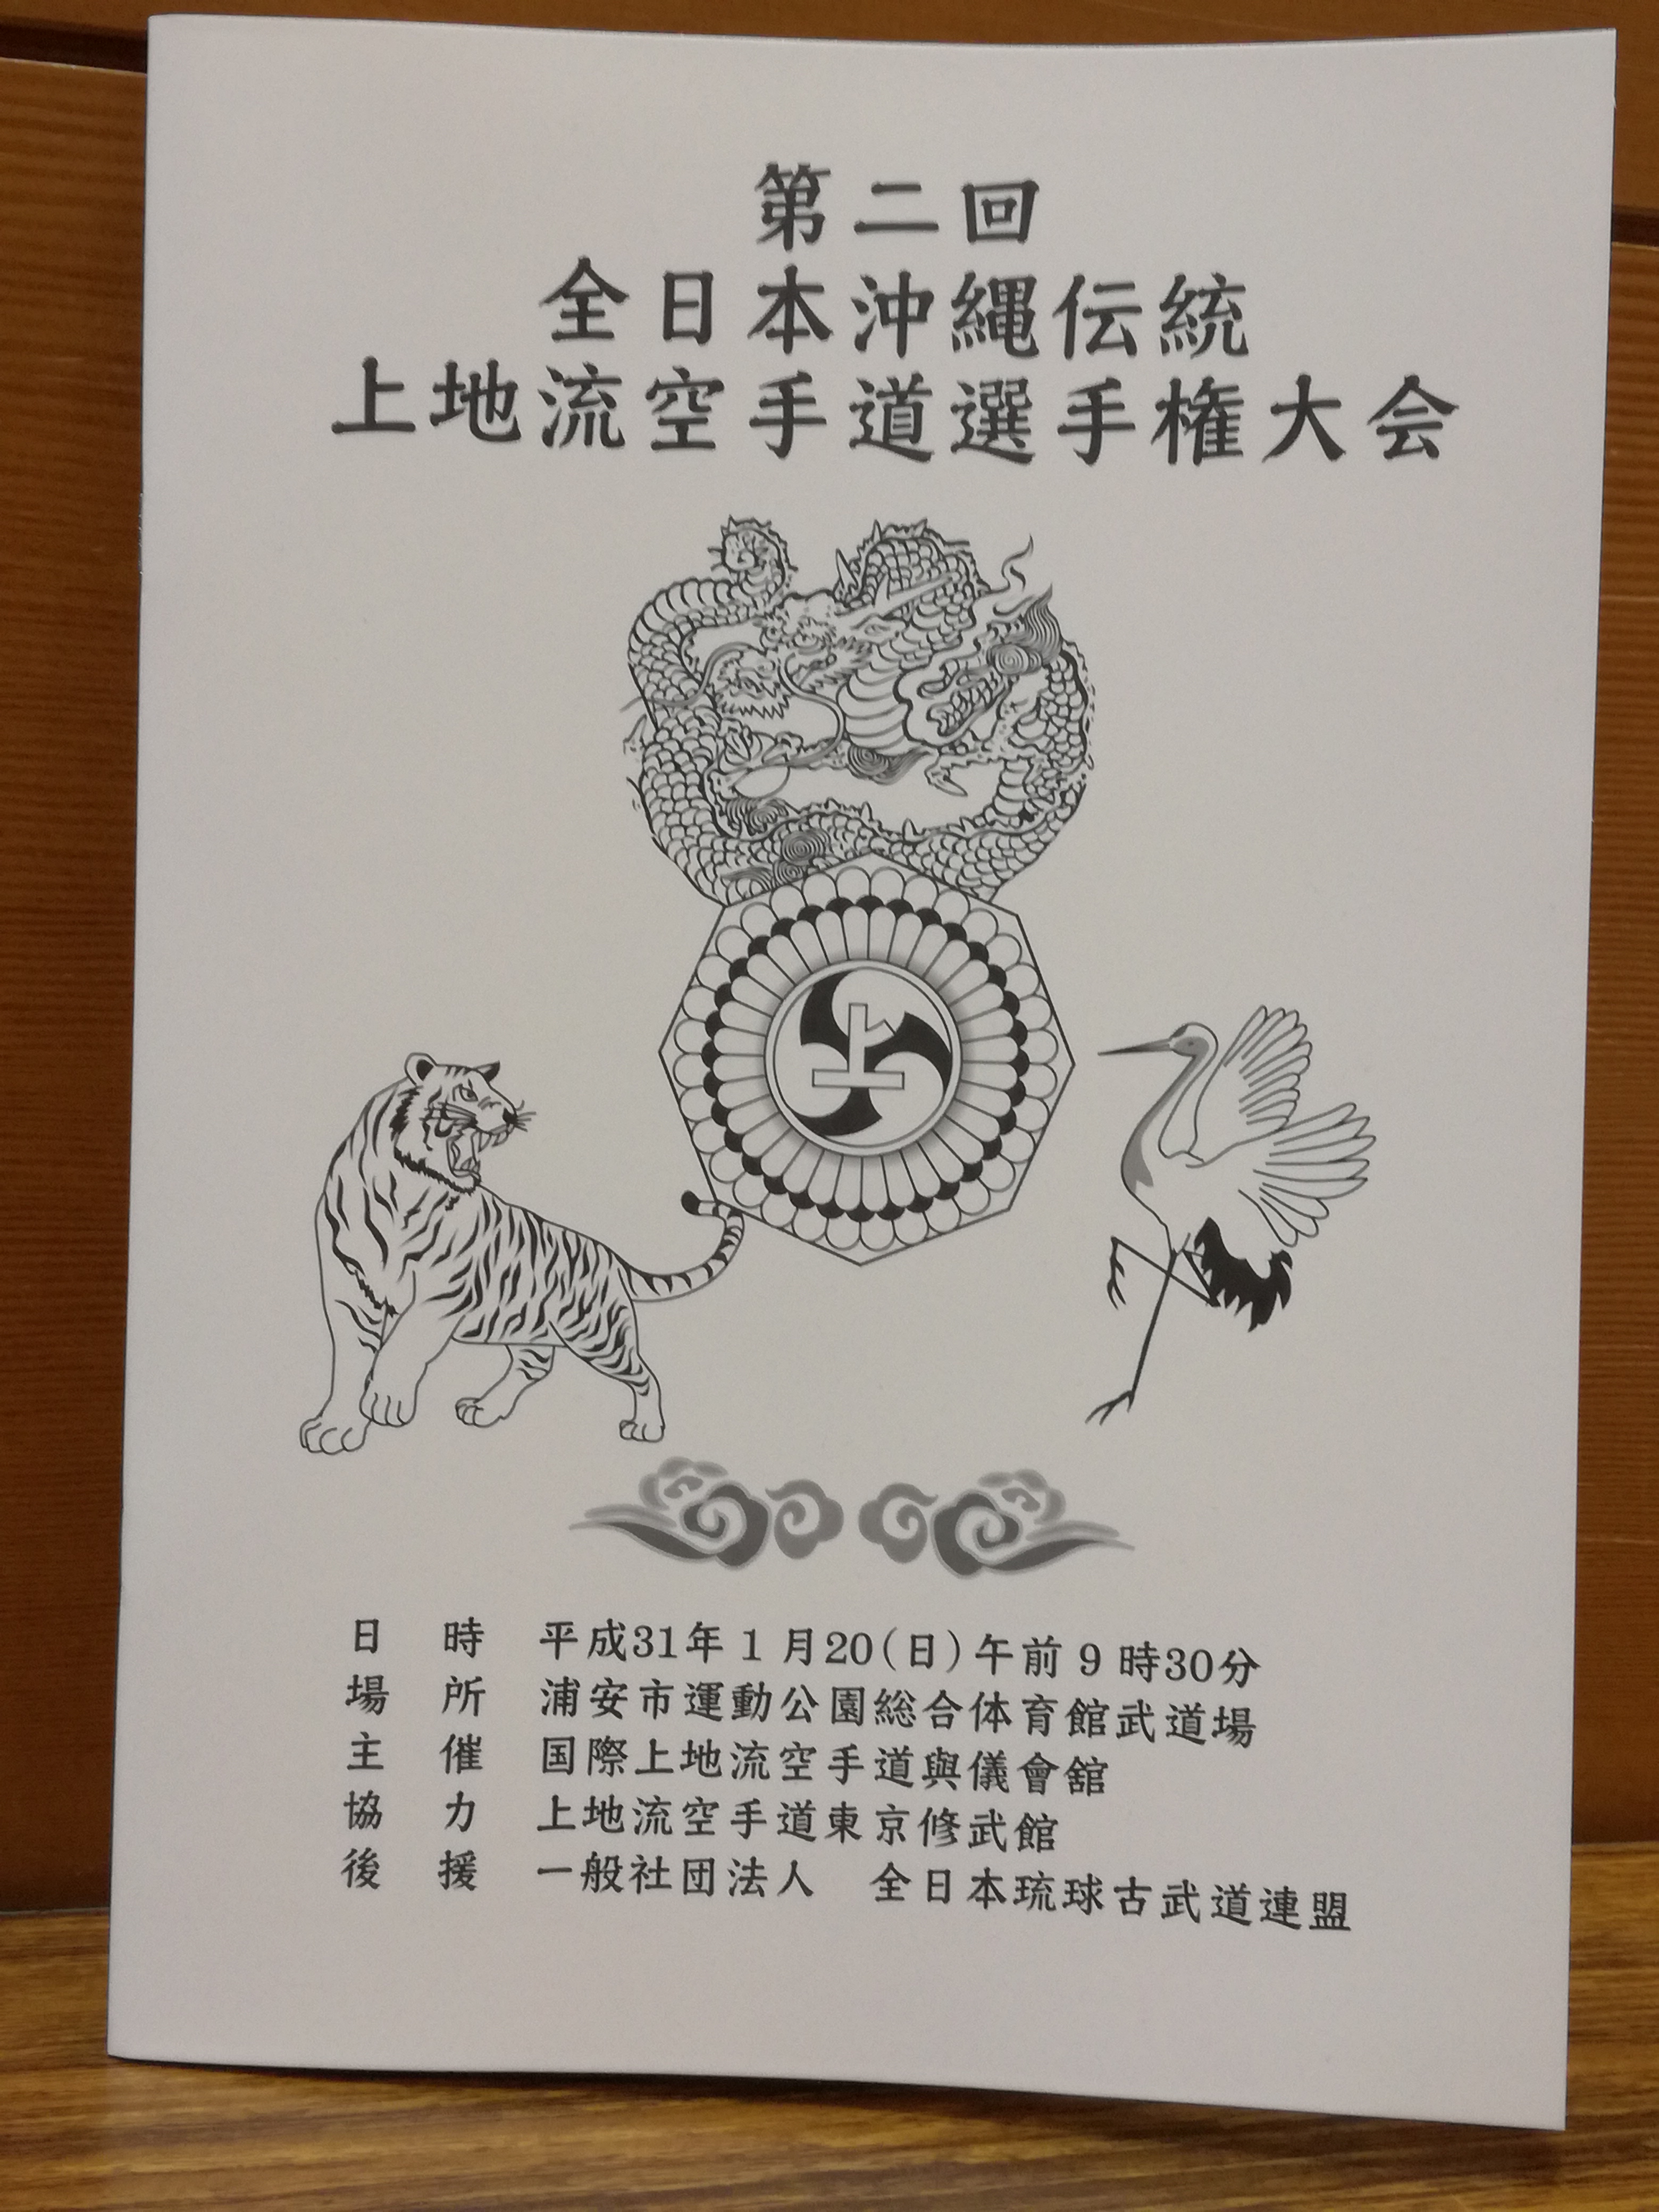 第二回
全日本沖縄伝統
上地流空手道選手権大会
上
日 時 平成31年1月20(日)午前9時30分
場 所 浦安市運動公園総合体育館武道場
主 催 国際上地流空手道與儀會舘
協 力 上地流空手道東京修武館
後 援 一般社団法人 全日本琉球古武道連盟